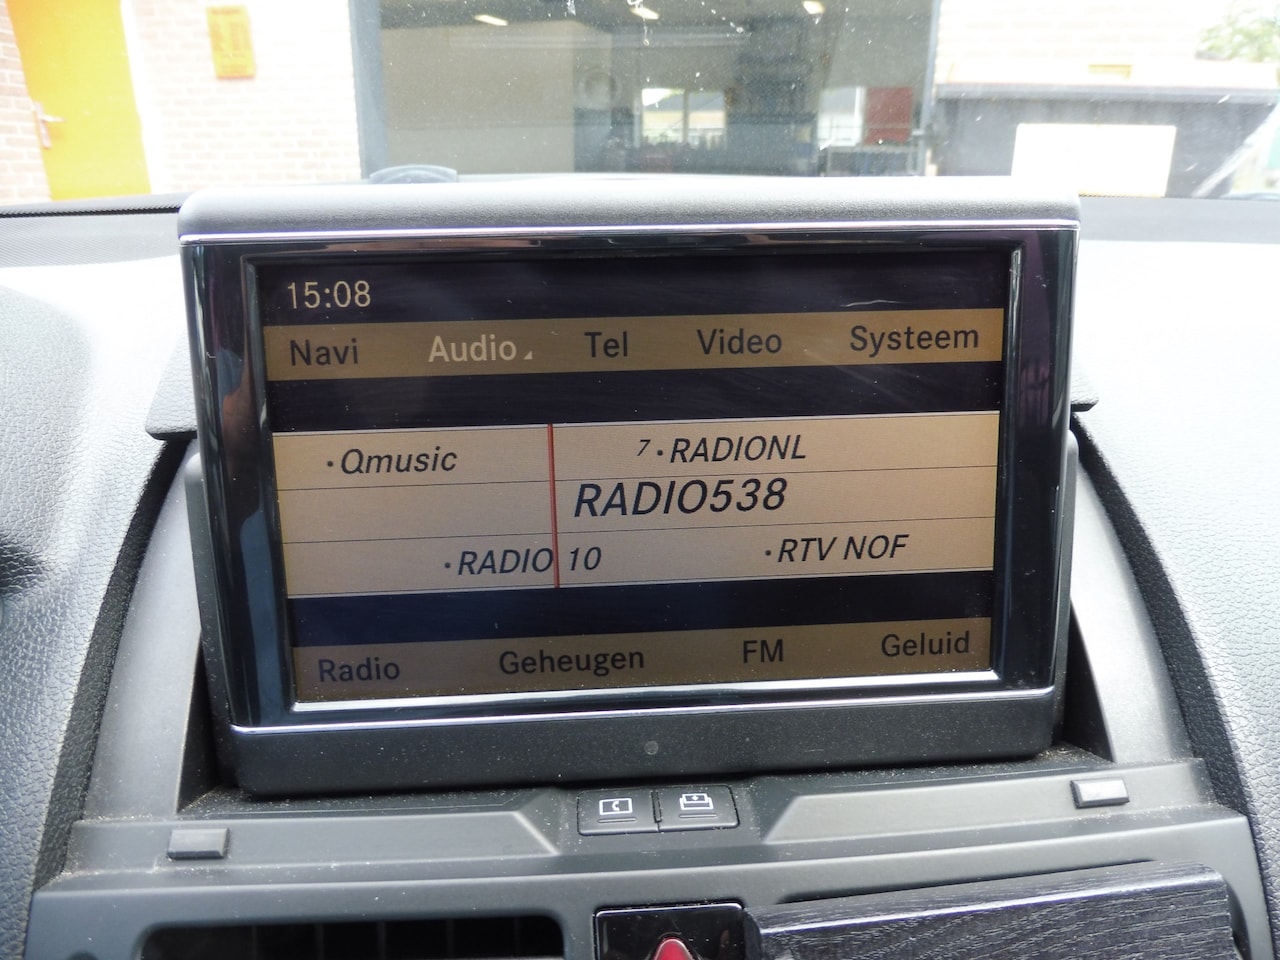 15:08
Navi Audio Tel Video Systeem
·Qmusic 7·RADIONL
RADIO538
·RADIO 10 ·RTV NOF
Radio Geheugen FM Geluid